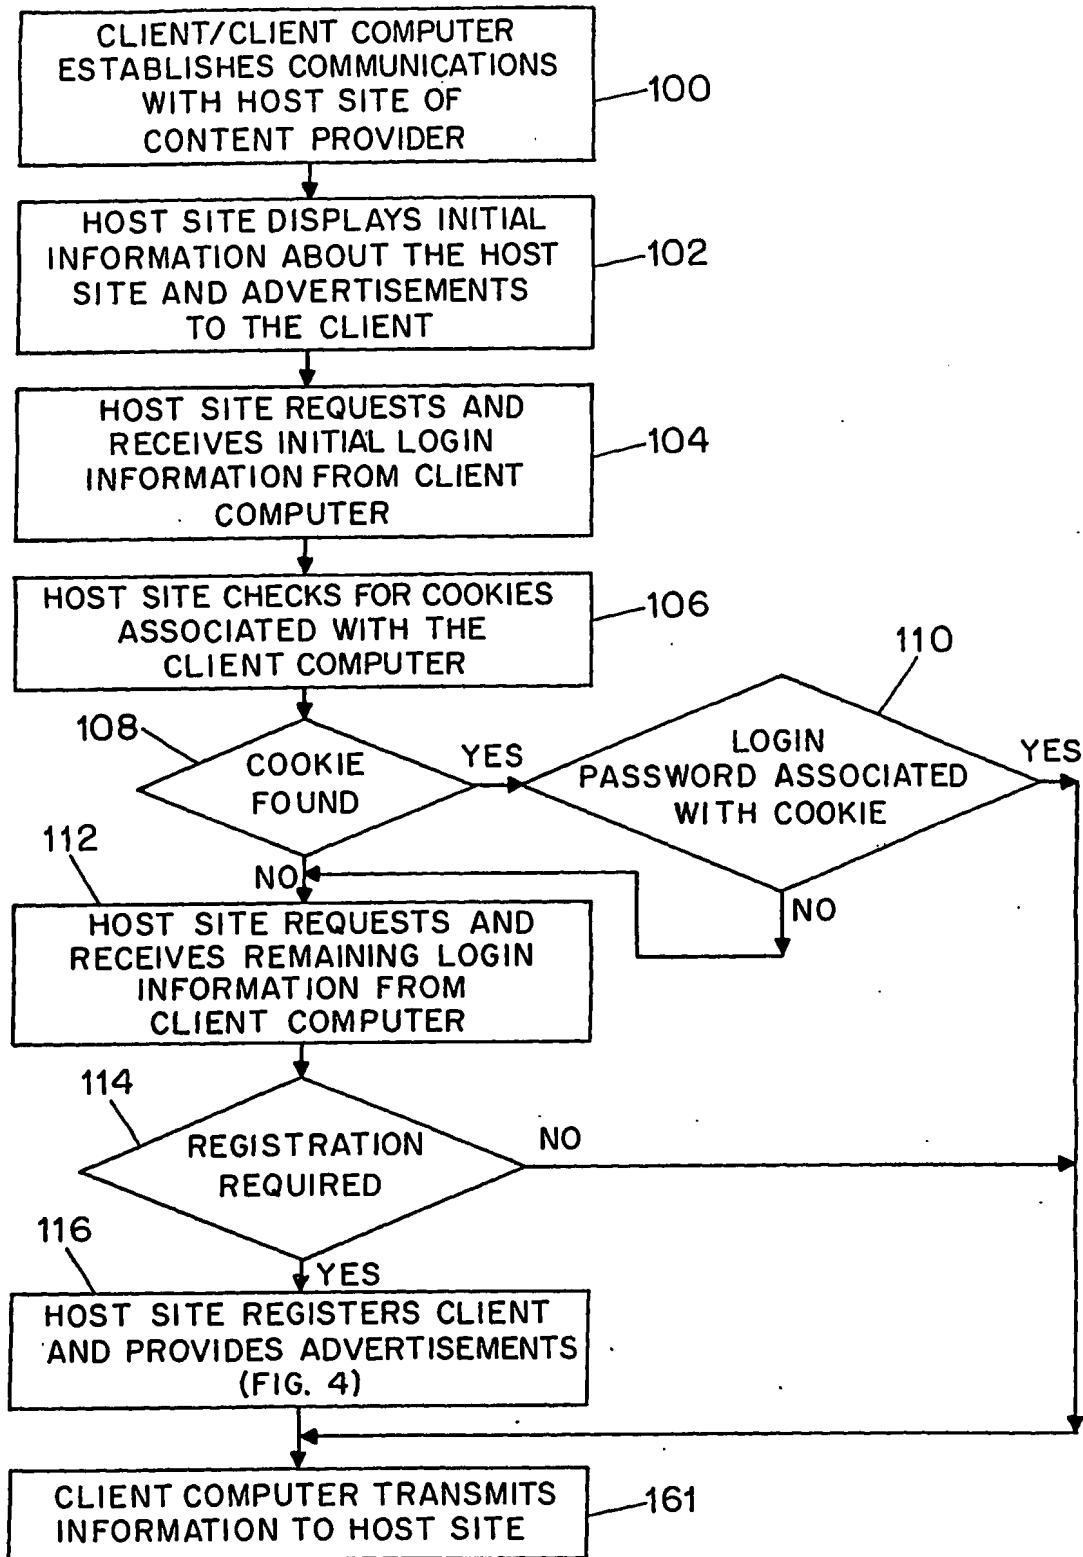 CLIENT/CLIENT COMPUTER
ESTABLISHES COMMUNICATIONS
WITH HOST SITE OF
CONTENT PROVIDER
100
HOST SITE DISPLAYS INITIAL
INFORMATION ABOUT THE HOST
SITE AND ADVERTISEMENTS
TO THE CLIENT
102
HOST SITE REQUESTS AND
RECEIVES INITIAL LOGIN
INFORMATION FROM CLIENT
COMPUTER
104
HOST SITE CHECKS FOR COOKIES
ASSOCIATED WITH THE
CLIENT COMPUTER
106
108
COOKIE
FOUND
YES
110
LOGIN
PASSWORD ASSOCIATED
WITH COOKIE
YES
NO
NO
112
HOST SITE REQUESTS AND
RECEIVES REMAINING LOGIN
INFORMATION FROM
CLIENT COMPUTER
114
REGISTRATION
REQUIRED
NO
YES
116
HOST SITE REGISTERS CLIENT
AND PROVIDES ADVERTISEMENTS
(FIG. 4)
CLIENT COMPUTER TRANSMITS
INFORMATION TO HOST SITE
161